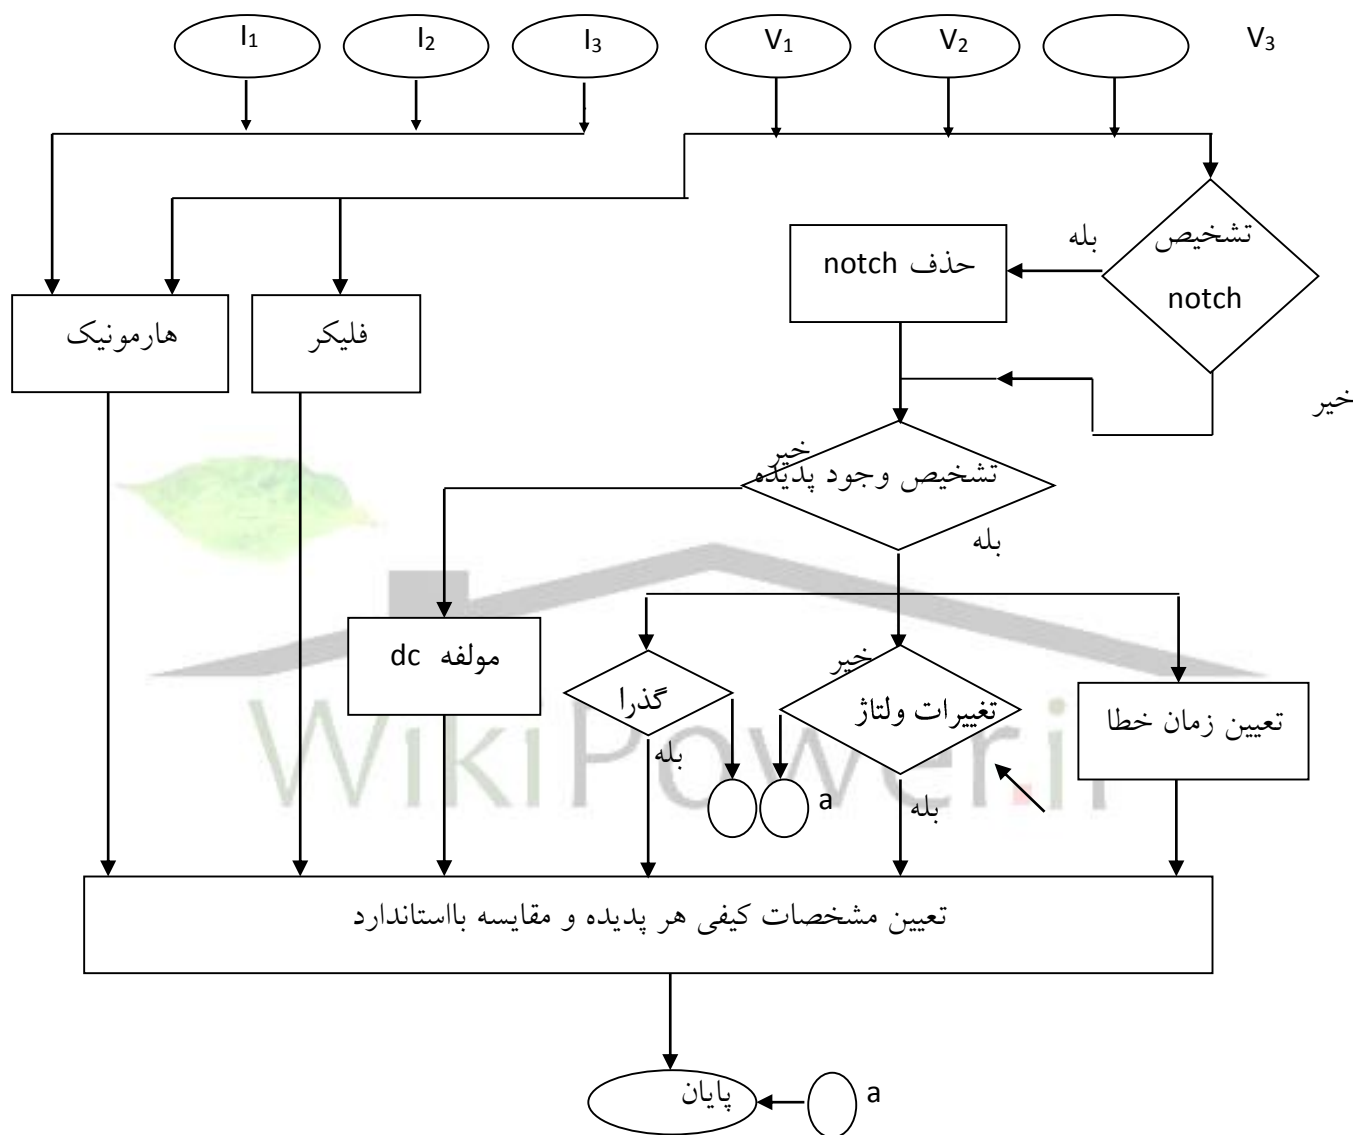 I1
I2
I3
V1
V2
V3
تشخیص
notch
بله
حذف notch
خیر
هارمونیک
فلیکر
خیر
تشخیص وجود پدیده
بله
مولفه dc
گذرا
بله
خیر
تغییرات ولتاژ
بله
a
تعیین زمان خطا
WikiPower.ir
تعیین مشخصات کیفی هر پدیده و مقایسه بااستاندارد
پایان
a